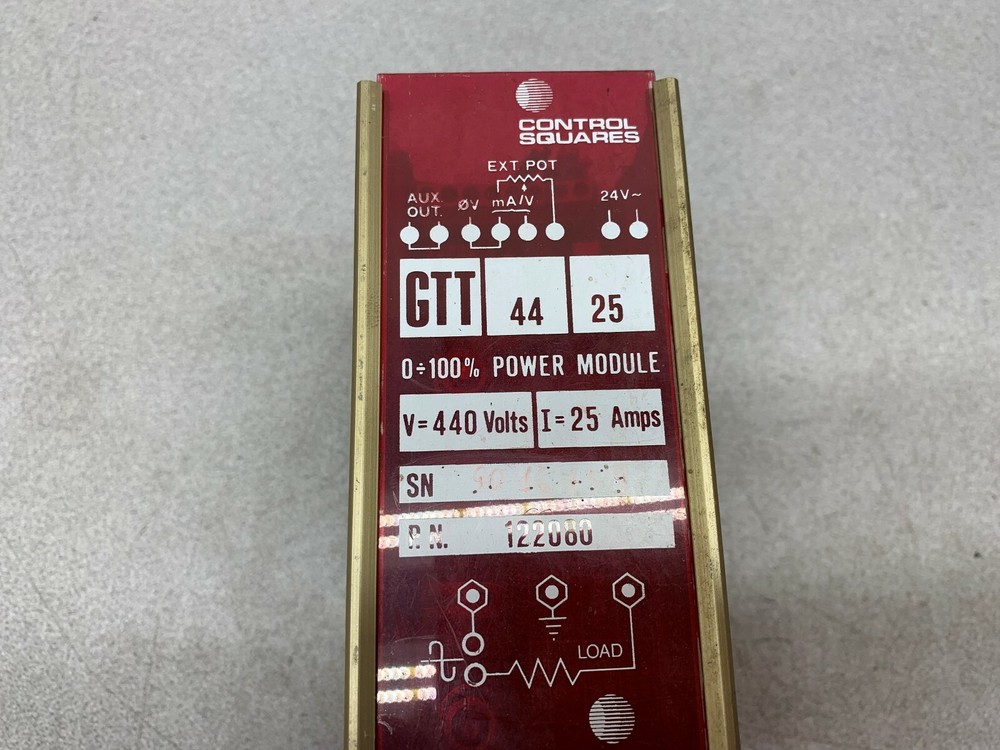 CONTROL
SQUARES
EXT POT
AUX.
OUT. ØV mA/V 24V~
GTT 44 25
0÷100% POWER MODULE
V=440 Volts I=25 Amps
SN
P.N. 122080
LOAD